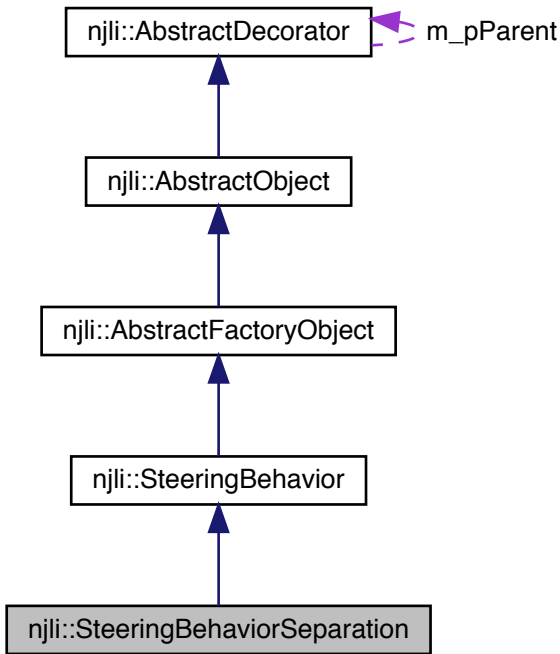 njli::AbstractDecorator
m_pParent
njli::AbstractObject
njli::AbstractFactoryObject
njli::SteeringBehavior
njli::SteeringBehaviorSeparation